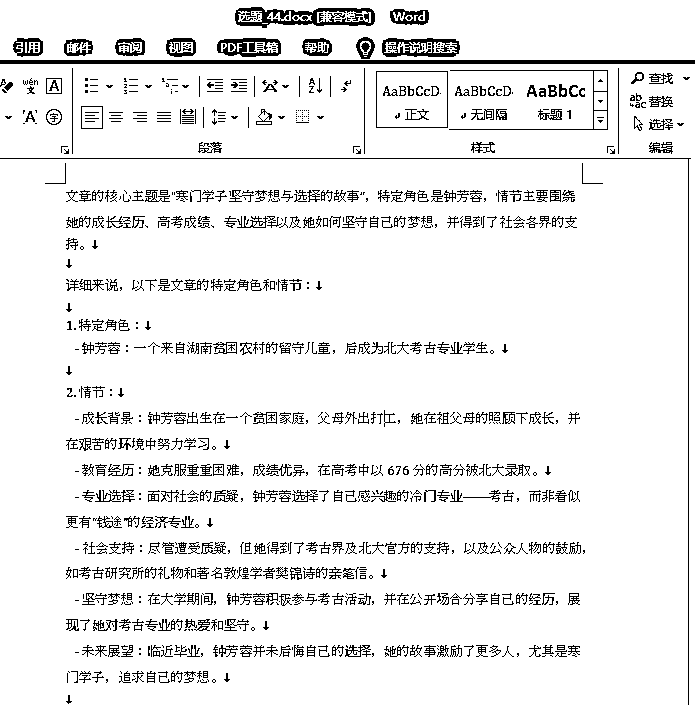 选题 44.docx [兼容模式] - Word
引用 邮件 审阅 视图 PDF工具箱 帮助 操作说明搜索
wén A
A 字
AaBbCcD AaBbCcD AaBbCc
正文 无间隔 标题 1
查找
替换
选择
段落 样式 编辑
文章的核心主题是“寒门学子坚守梦想与选择的故事”，特定角色是钟芳蓉，情节主要围绕
她的成长经历、高考成绩、专业选择以及她如何坚守自己的梦想，并得到了社会各界的支
持。
详细来说，以下是文章的特定角色和情节：
1. 特定角色：
- 钟芳蓉：一个来自湖南贫困农村的留守儿童，后成为北大考古专业学生。
2. 情节：
- 成长背景：钟芳蓉出生在一个贫困家庭，父母外出打工，她在祖父母的照顾下成长，并
在艰苦的环境中努力学习。
- 教育经历：她克服重重困难，成绩优异，在高考中以 676 分的高分被北大录取。
- 专业选择：面对社会的质疑，钟芳蓉选择了自己感兴趣的冷门专业——考古，而非看似
更有“钱途”的经济专业。
- 社会支持：尽管遭受质疑，但她得到了考古界及北大官方的支持，以及公众人物的鼓励，
如考古研究所的礼物和著名敦煌学者樊锦诗的亲笔信。
- 坚守梦想：在大学期间，钟芳蓉积极参与考古活动，并在公开场合分享自己的经历，展
现了她对考古专业的热爱和坚守。
- 未来展望：临近毕业，钟芳蓉并未后悔自己的选择，她的故事激励了更多人，尤其是寒
门学子，追求自己的梦想。